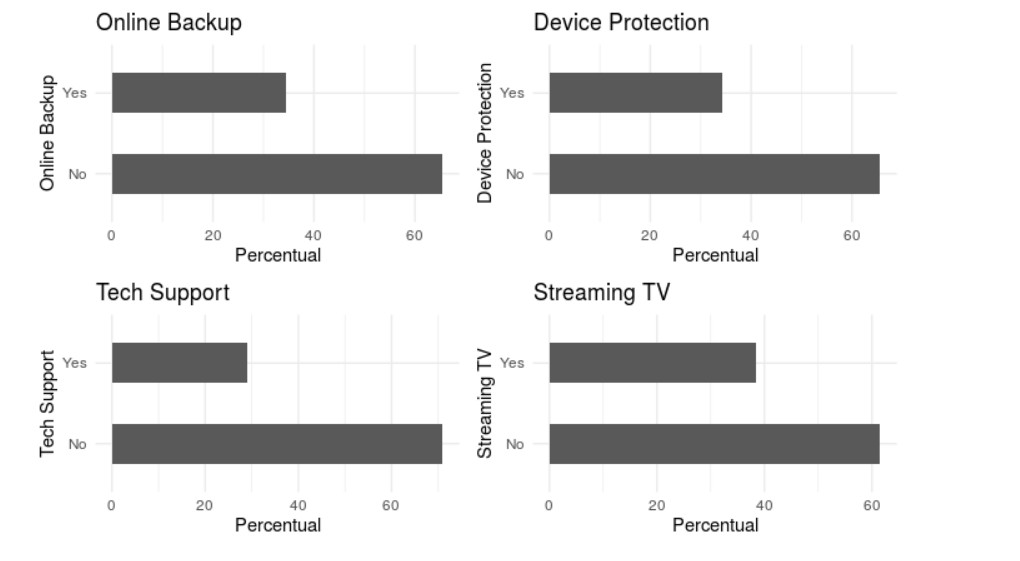 Online Backup
Online Backup
Yes
No
0 20 40 60
Percentual
Device Protection
Device Protection
Yes
No
0 20 40 60
Percentual
Tech Support
Tech Support
Yes
No
0 20 40 60
Percentual
Streaming TV
Streaming TV
Yes
No
0 20 40 60
Percentual